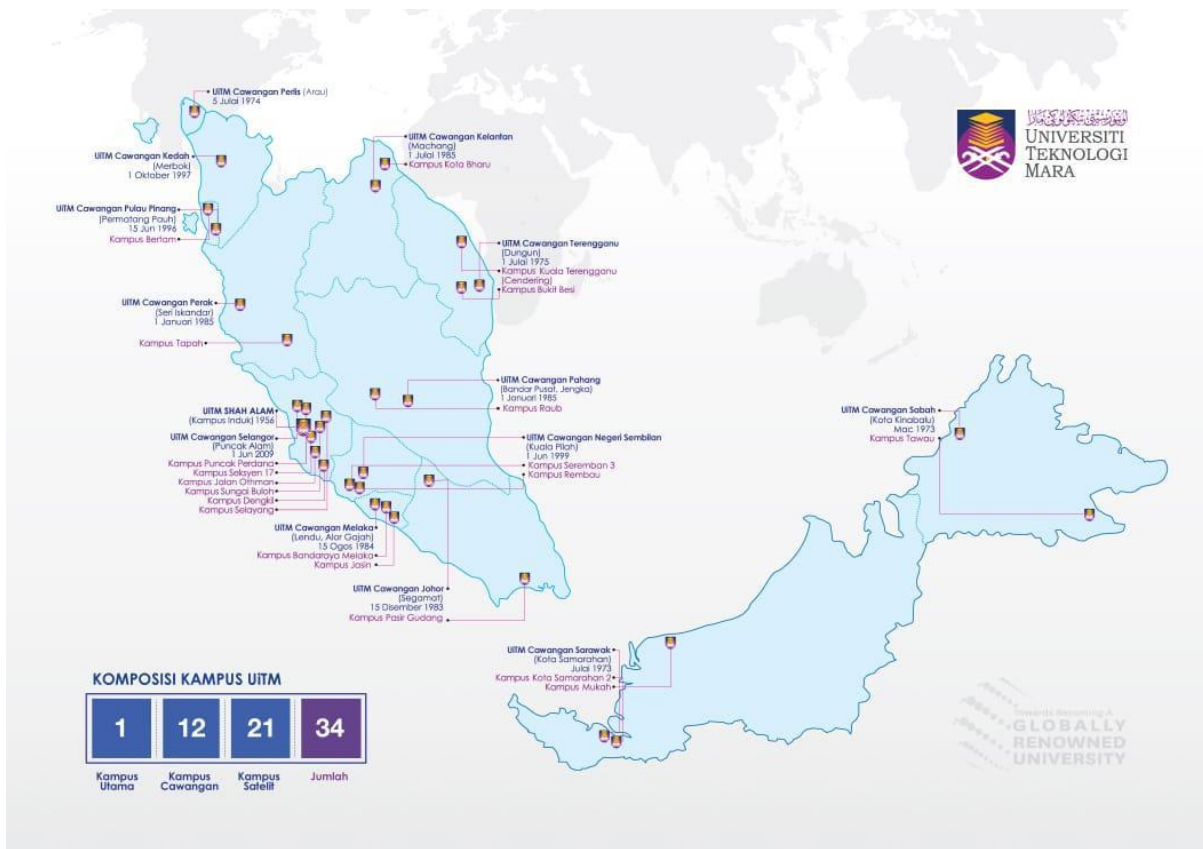 UiTM Cawangan Perlis (Arau)
5 Julai 1974
UiTM Cawangan Kedah
(Merbok)
1 Oktober 1997
UiTM Cawangan Pulau Pinang
(Permatang Pauh)
15 Jun 1996
Kampus Bertam
UiTM Cawangan Perak
(Seri Iskandar)
1 Januari 1985
Kampus Tapah
UiTM SHAH ALAM
(Kampus Induk) 1956
UiTM Cawangan Selangor
(Puncak Alam)
1 Jun 2009
Kampus Puncak Perdana
Kampus Seksyen 17
Kampus Jalan Othman
Kampus Sungai Buloh
Kampus Dengkil
Kampus Selayang
UiTM Cawangan Melaka
(Lendu, Alor Gajah)
15 Ogos 1984
Kampus Bandaraya Melaka
Kampus Jasin
UiTM Cawangan Johor
(Segamat)
15 Disember 1983
Kampus Pasir Gudang
UiTM Cawangan Kelantan
(Machang)
1 Julai 1985
Kampus Kota Bharu
UiTM Cawangan Terengganu
(Dungun)
1 Julai 1975
Kampus Kuala Terengganu
(Cendering)
Kampus Bukit Besi
UiTM Cawangan Pahang
(Bandar Pusat, Jengka)
1 Januari 1985
Kampus Raub
UiTM Cawangan Negeri Sembilan
(Kuala Pilah)
1 Jun 1999
Kampus Seremban 3
Kampus Rembau
UiTM Cawangan Sabah
(Kota Kinabalu)
Mac 1973
Kampus Tawau
UiTM Cawangan Sarawak
(Kota Samarahan)
Julai 1973
Kampus Kota Samarahan 2
Kampus Mukah
اونيۏرسيتي تيكنولوݢي مارا
UNIVERSITI
TEKNOLOGI
MARA
KOMPOSISI KAMPUS UiTM
1 12 21 34
Kampus Utama
Kampus Cawangan
Kampus Satelit
Jumlah
Towards Becoming A
GLOBALLY
RENOWNED
UNIVERSITY